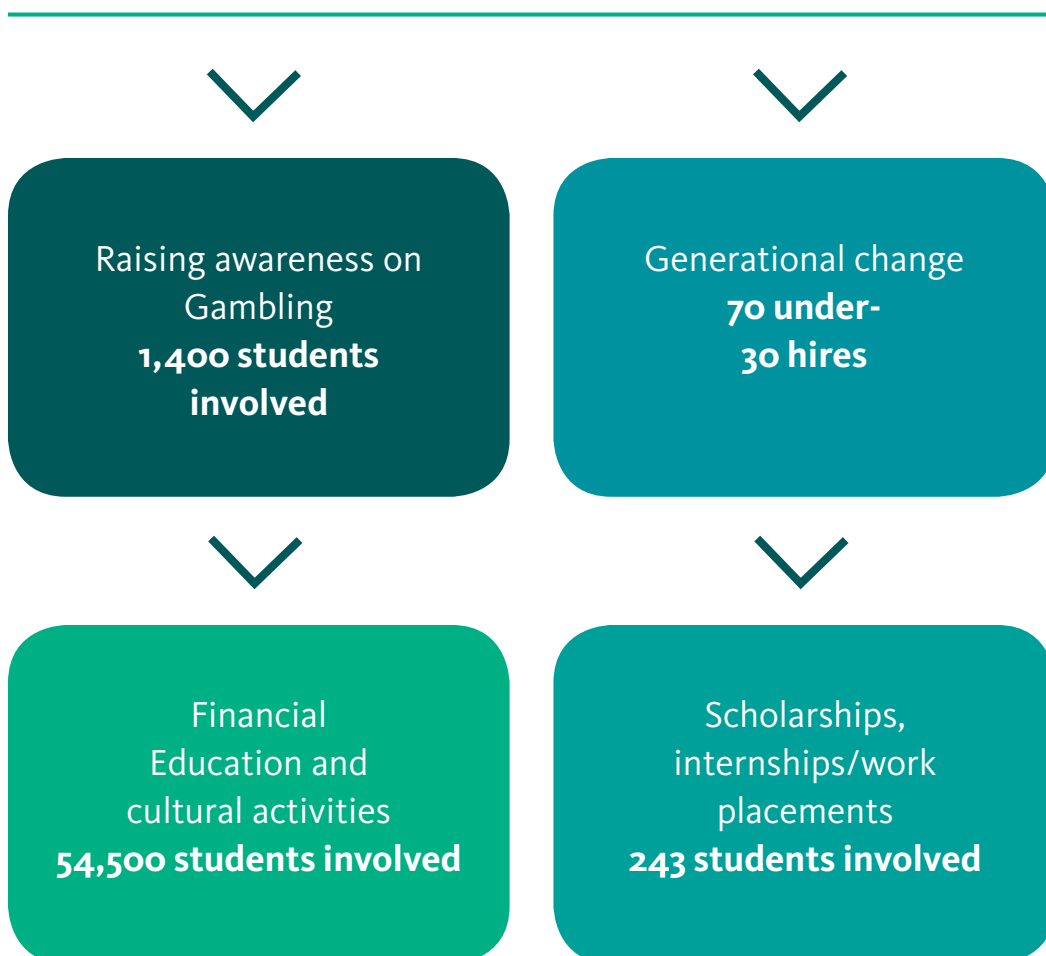 Raising awareness on
Gambling
1,400 students
involved
Generational change
70 under-
30 hires
Financial
Education and
cultural activities
54,500 students involved
Scholarships,
internships/work
placements
243 students involved